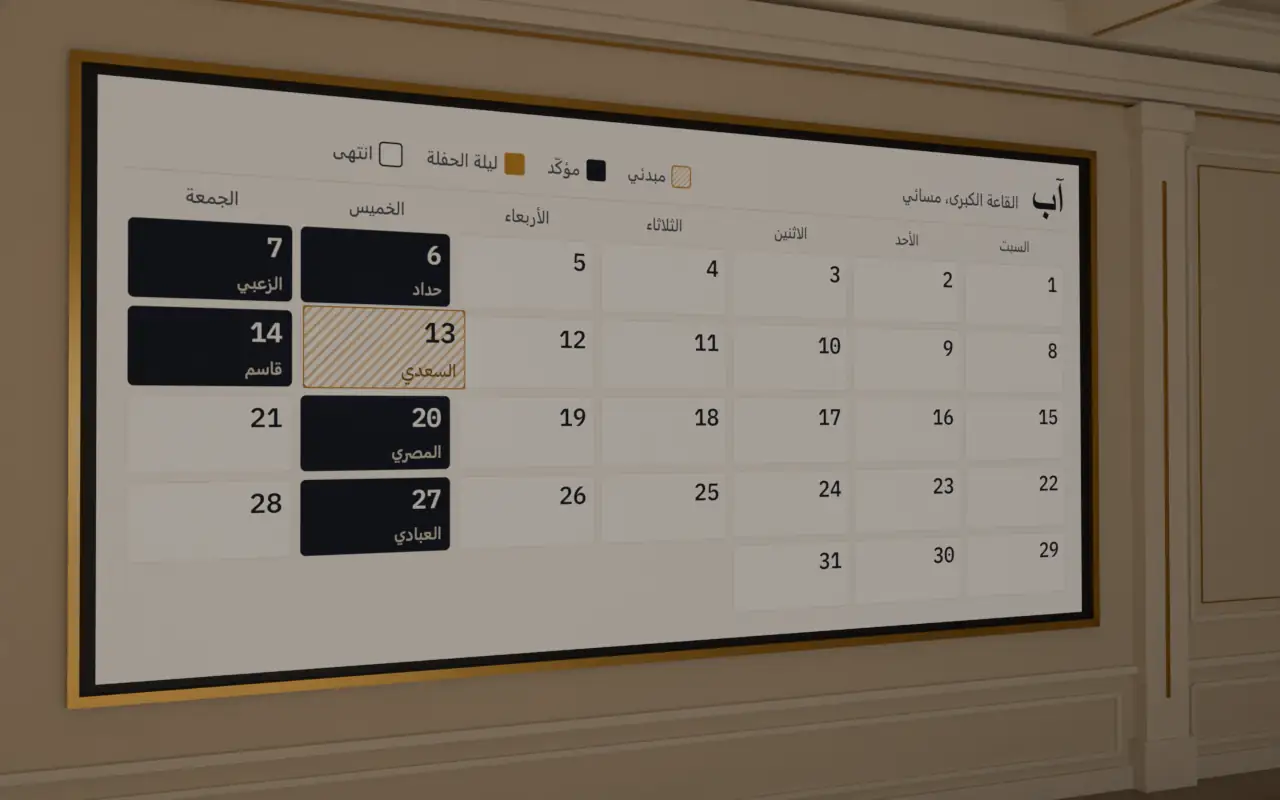 آب القاعة الكبرى، مسائي
مبدئي مؤكّد ليلة الحفلة انتهى
السبت الأحد الاثنين الثلاثاء الأربعاء الخميس الجمعة
1 2 3 4 5 6 7
حداد الزعبي
8 9 10 11 12 13 14
السعدي قاسم
15 16 17 18 19 20 21
المصري
22 23 24 25 26 27 28
العبادي
29 30 31